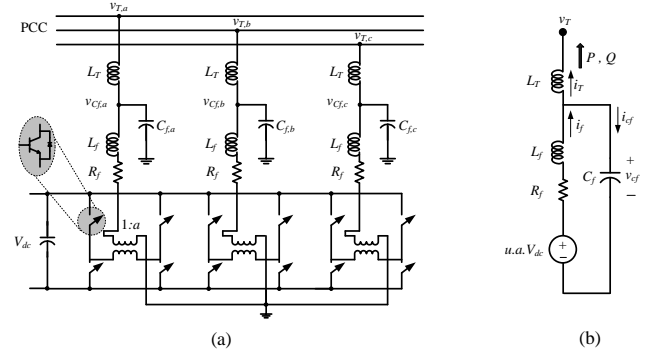 PCC
v_{T,a}
v_{T,b}
v_{T,c}
L_T
L_T
L_T
v_{Cf,a}
v_{Cf,b}
v_{Cf,c}
C_{f,a}
C_{f,b}
C_{f,c}
L_f
L_f
L_f
R_f
R_f
R_f
1:a
V_{dc}
(a)
v_T
P , Q
L_T
i_T
i_f
i_{cf}
L_f
C_f
+
v_{cf}
−
R_f
u.a.V_{dc}
+
−
(b)